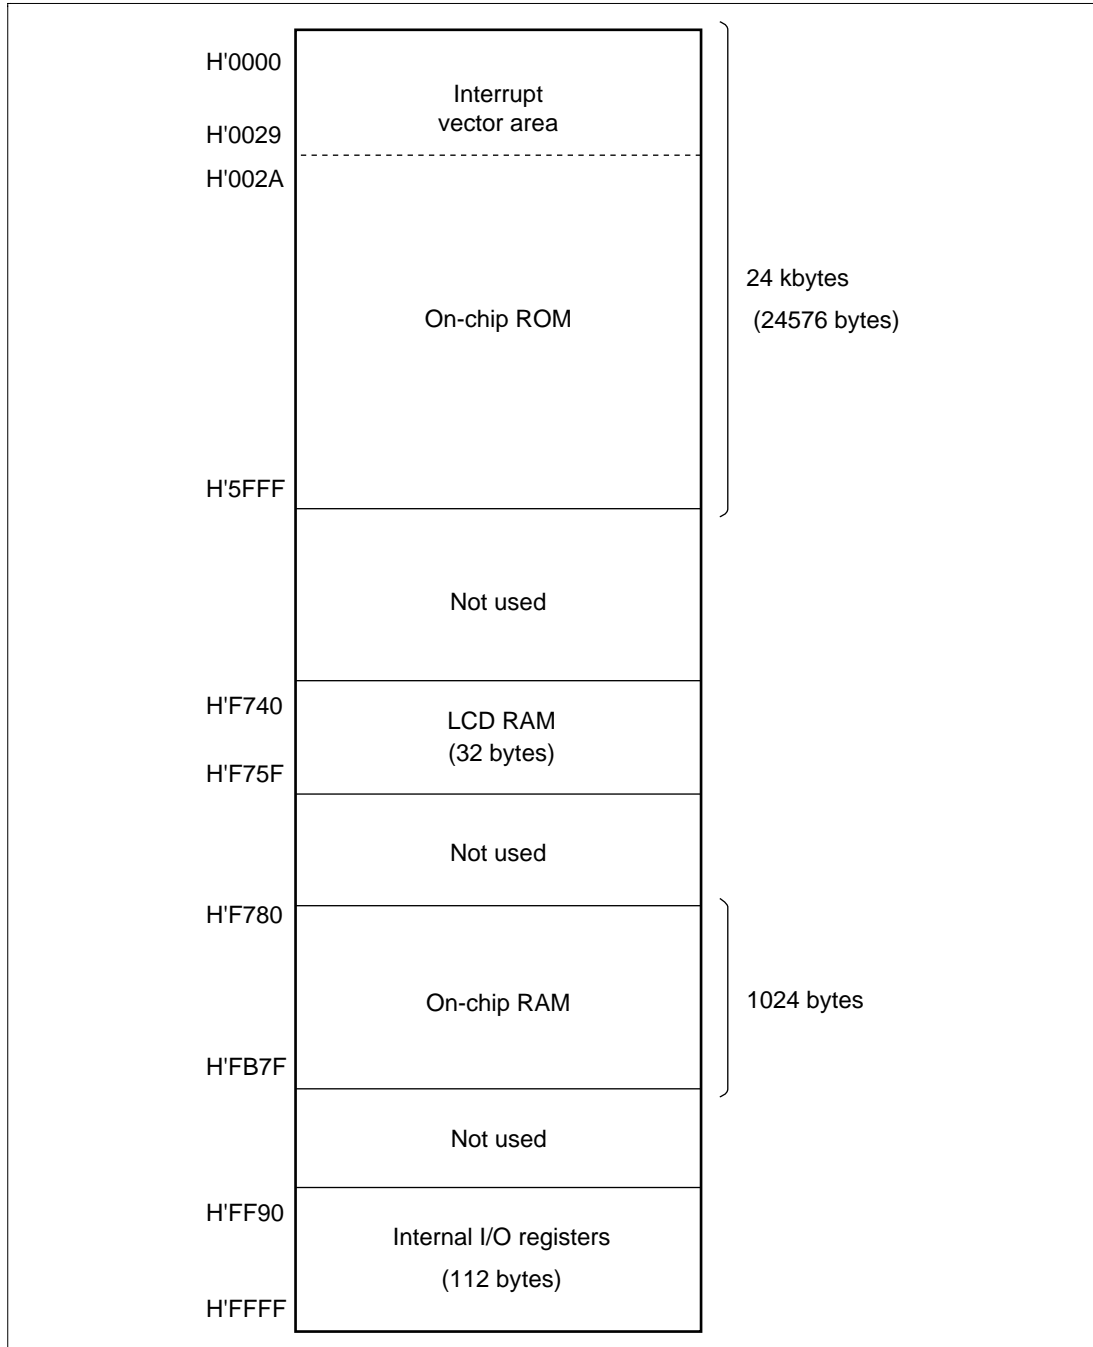 H'0000
Interrupt
vector area
H'0029
H'002A
24 kbytes
On-chip ROM
(24576 bytes)
H'5FFF
Not used
H'F740
LCD RAM
(32 bytes)
H'F75F
Not used
H'F780
On-chip RAM
1024 bytes
H'FB7F
Not used
H'FF90
Internal I/O registers
(112 bytes)
H'FFFF